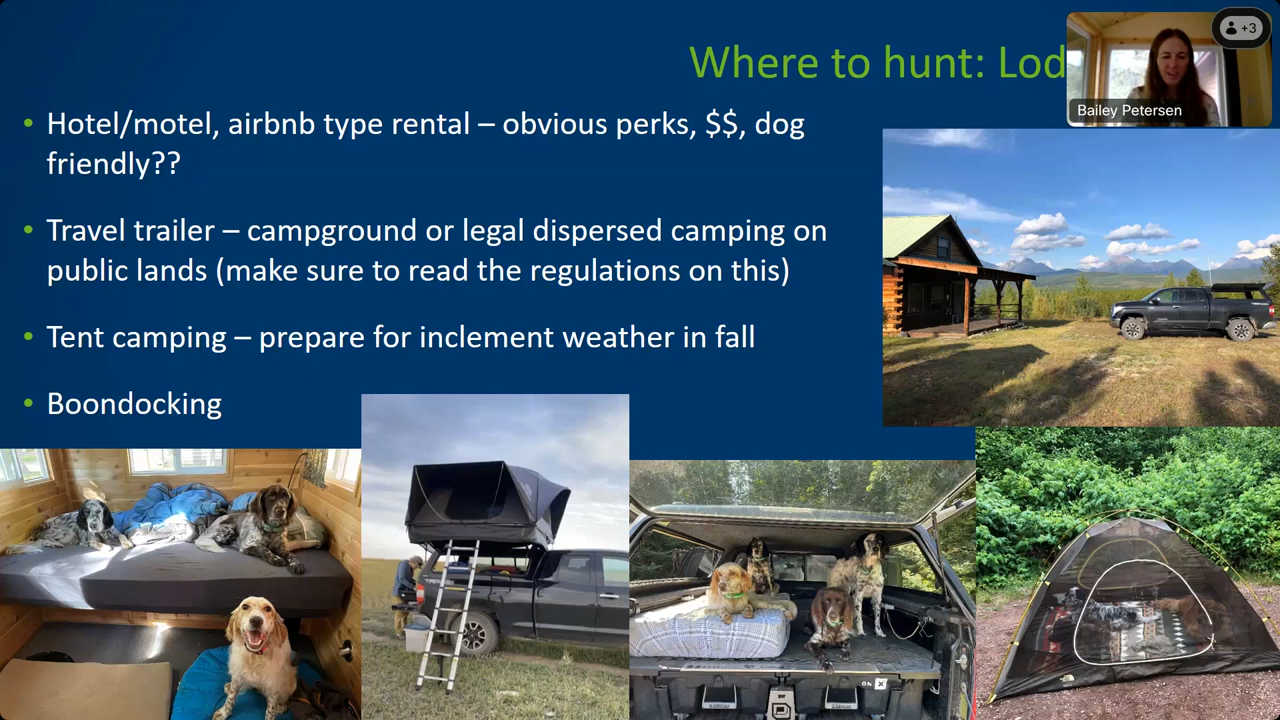 Where to hunt: Lod
+3
Bailey Petersen
• Hotel/motel, airbnb type rental – obvious perks, $$, dog
friendly??
• Travel trailer – campground or legal dispersed camping on
public lands (make sure to read the regulations on this)
• Tent camping – prepare for inclement weather in fall
• Boondocking